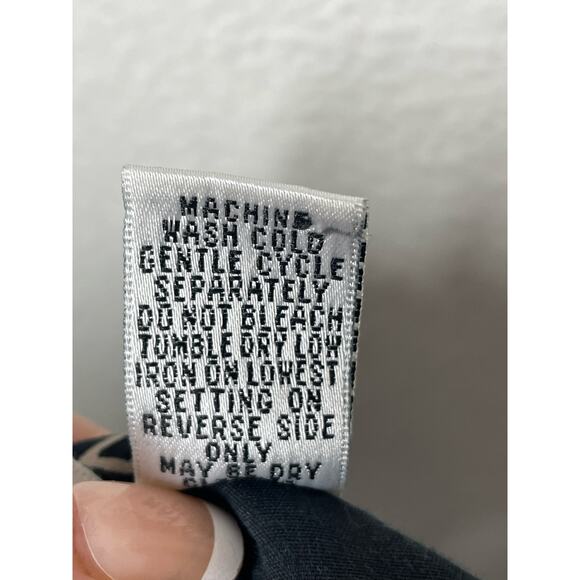 MACHINE
WASH COLD
GENTLE CYCLE
SEPARATELY
DO NOT BLEACH
TUMBLE DRY LOW
IRON ON LOWEST
SETTING ON
REVERSE SIDE
ONLY
MAY BE DRY